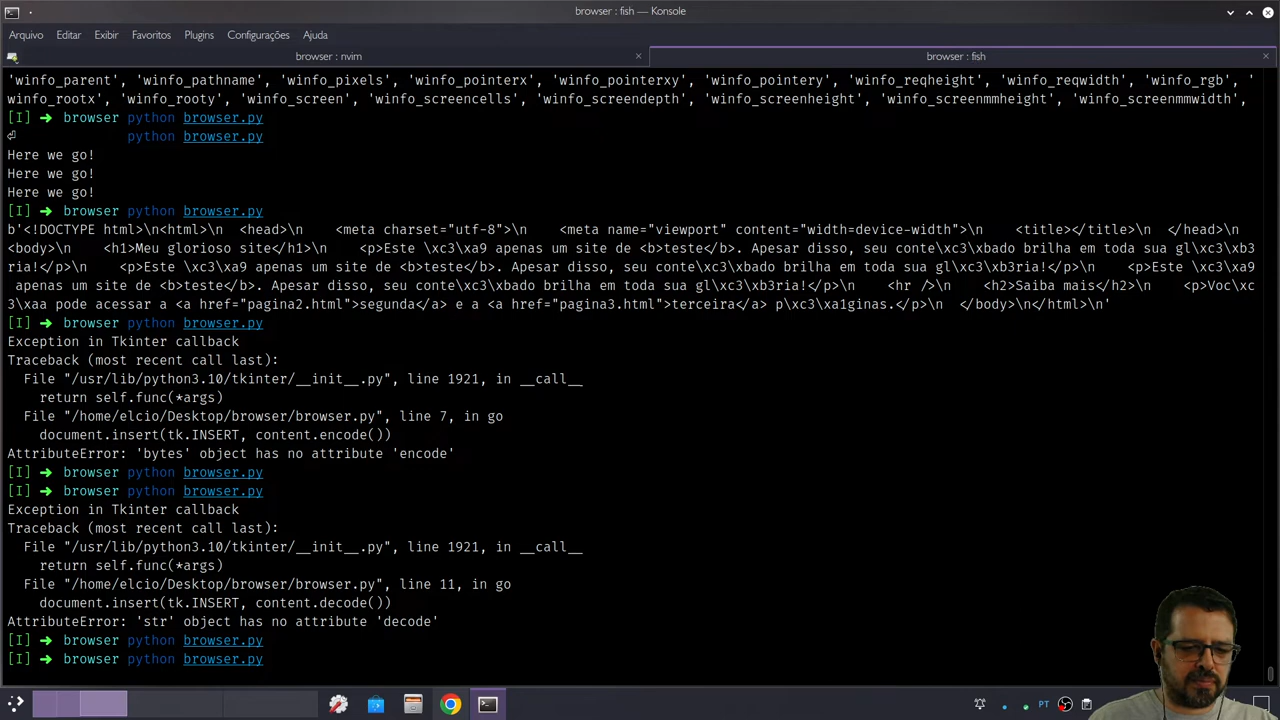 browser : fish — Konsole
Arquivo Editar Exibir Favoritos Plugins Configurações Ajuda
browser : nvim
browser : fish
'winfo_parent', 'winfo_pathname', 'winfo_pixels', 'winfo_pointerx', 'winfo_pointerxy', 'winfo_pointery', 'winfo_reqheight', 'winfo_reqwidth', 'winfo_rgb', '
winfo_rootx', 'winfo_rooty', 'winfo_screen', 'winfo_screencells', 'winfo_screendepth', 'winfo_screenheight', 'winfo_screenmmheight', 'winfo_screenmmwidth',
[I] ➜ browser python browser.py
⏎ python browser.py
Here we go!
Here we go!
Here we go!
[I] ➜ browser python browser.py
b'<!DOCTYPE html>\n<html>\n  <head>\n    <meta charset="utf-8">\n    <meta name="viewport" content="width=device-width">\n    <title></title>\n  </head>\n
<body>\n    <h1>Meu glorioso site</h1>\n    <p>Este \xc3\xa9 apenas um site de <b>teste</b>. Apesar disso, seu conte\xc3\xbado brilha em toda sua gl\xc3\xb3
ria!</p>\n    <p>Este \xc3\xa9 apenas um site de <b>teste</b>. Apesar disso, seu conte\xc3\xbado brilha em toda sua gl\xc3\xb3ria!</p>\n    <p>Este \xc3\xa9
apenas um site de <b>teste</b>. Apesar disso, seu conte\xc3\xbado brilha em toda sua gl\xc3\xb3ria!</p>\n    <hr />\n    <h2>Saiba mais</h2>\n    <p>Voc\xc
3\xaa pode acessar a <a href="pagina2.html">segunda</a> e a <a href="pagina3.html">terceira</a> p\xc3\xa1ginas.</p>\n  </body>\n</html>\n'
[I] ➜ browser python browser.py
Exception in Tkinter callback
Traceback (most recent call last):
  File "/usr/lib/python3.10/tkinter/__init__.py", line 1921, in __call__
    return self.func(*args)
  File "/home/elcio/Desktop/browser/browser.py", line 7, in go
    document.insert(tk.INSERT, content.encode())
AttributeError: 'bytes' object has no attribute 'encode'
[I] ➜ browser python browser.py
[I] ➜ browser python browser.py
Exception in Tkinter callback
Traceback (most recent call last):
  File "/usr/lib/python3.10/tkinter/__init__.py", line 1921, in __call__
    return self.func(*args)
  File "/home/elcio/Desktop/browser/browser.py", line 11, in go
    document.insert(tk.INSERT, content.decode())
AttributeError: 'str' object has no attribute 'decode'
[I] ➜ browser python browser.py
[I] ➜ browser python browser.py
PT